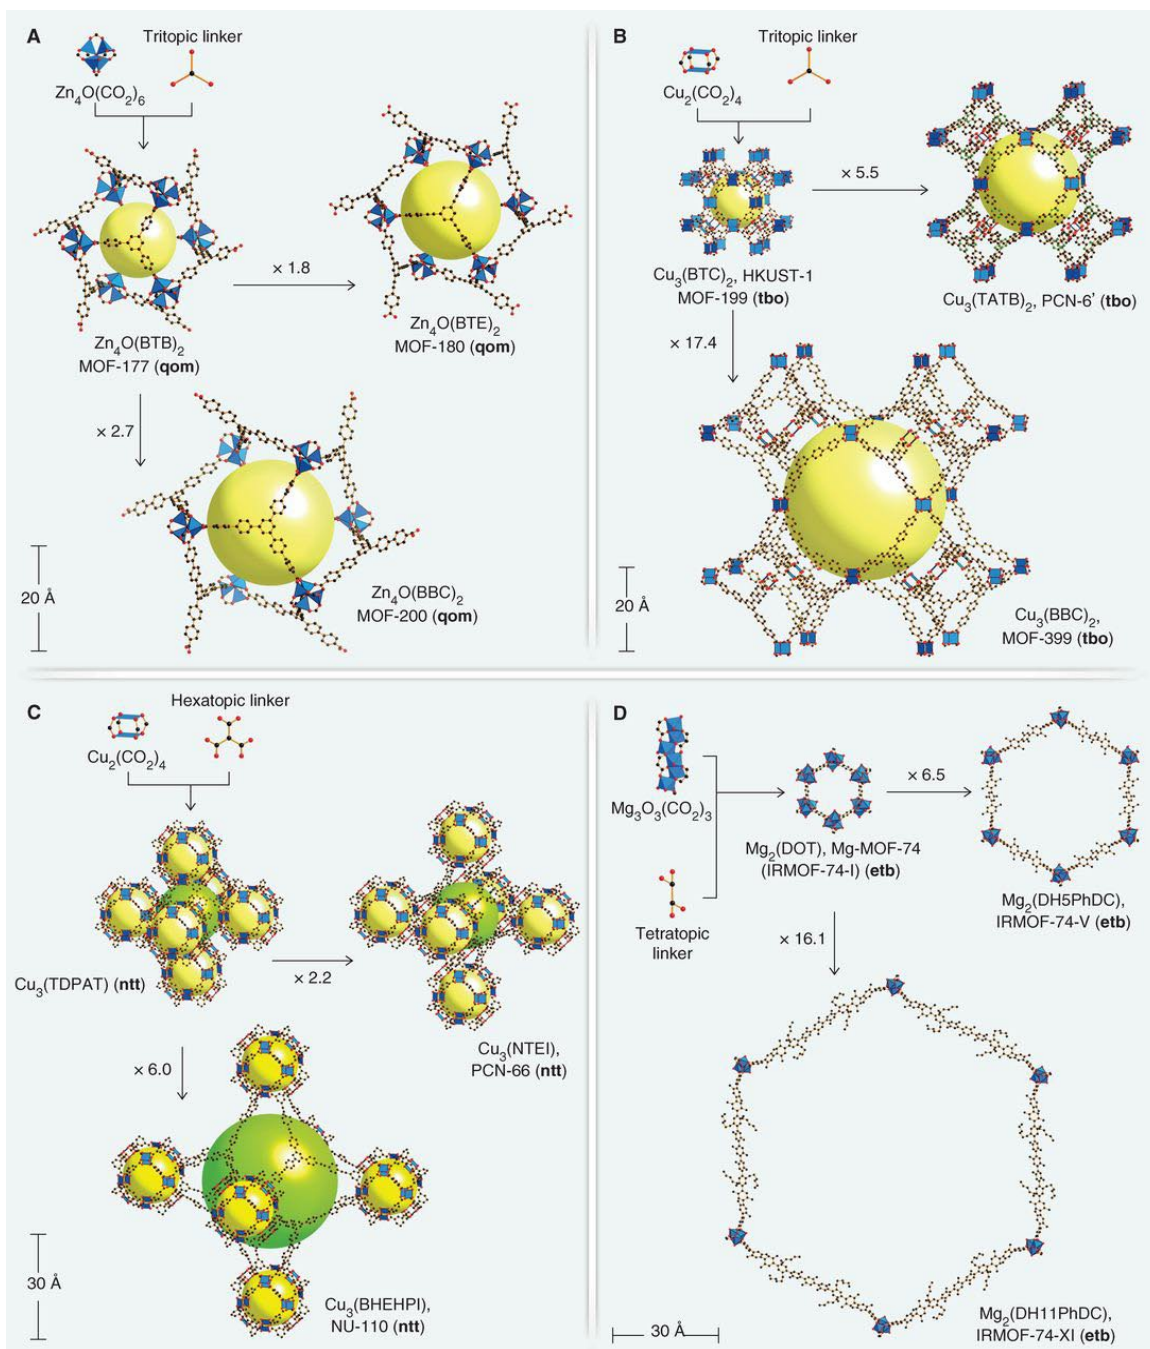 A
Tritopic linker
Zn4O(CO2)6
× 1.8
Zn4O(BTB)2
MOF-177 (qom)
Zn4O(BTE)2
MOF-180 (qom)
× 2.7
20 Å
Zn4O(BBC)2
MOF-200 (qom)
B
Tritopic linker
Cu2(CO2)4
× 5.5
Cu3(BTC)2, HKUST-1
MOF-199 (tbo)
Cu3(TATB)2, PCN-6' (tbo)
× 17.4
20 Å
Cu3(BBC)2,
MOF-399 (tbo)
C
Hexatopic linker
Cu2(CO2)4
Cu3(TDPAT) (ntt)
× 2.2
Cu3(NTEI),
PCN-66 (ntt)
× 6.0
30 Å
Cu3(BHEHPI),
NU-110 (ntt)
D
Mg3O3(CO2)3
× 6.5
Mg2(DOT), Mg-MOF-74
(IRMOF-74-I) (etb)
Mg2(DH5PhDC),
IRMOF-74-V (etb)
Tetratopic
linker
× 16.1
30 Å
Mg2(DH11PhDC),
IRMOF-74-XI (etb)